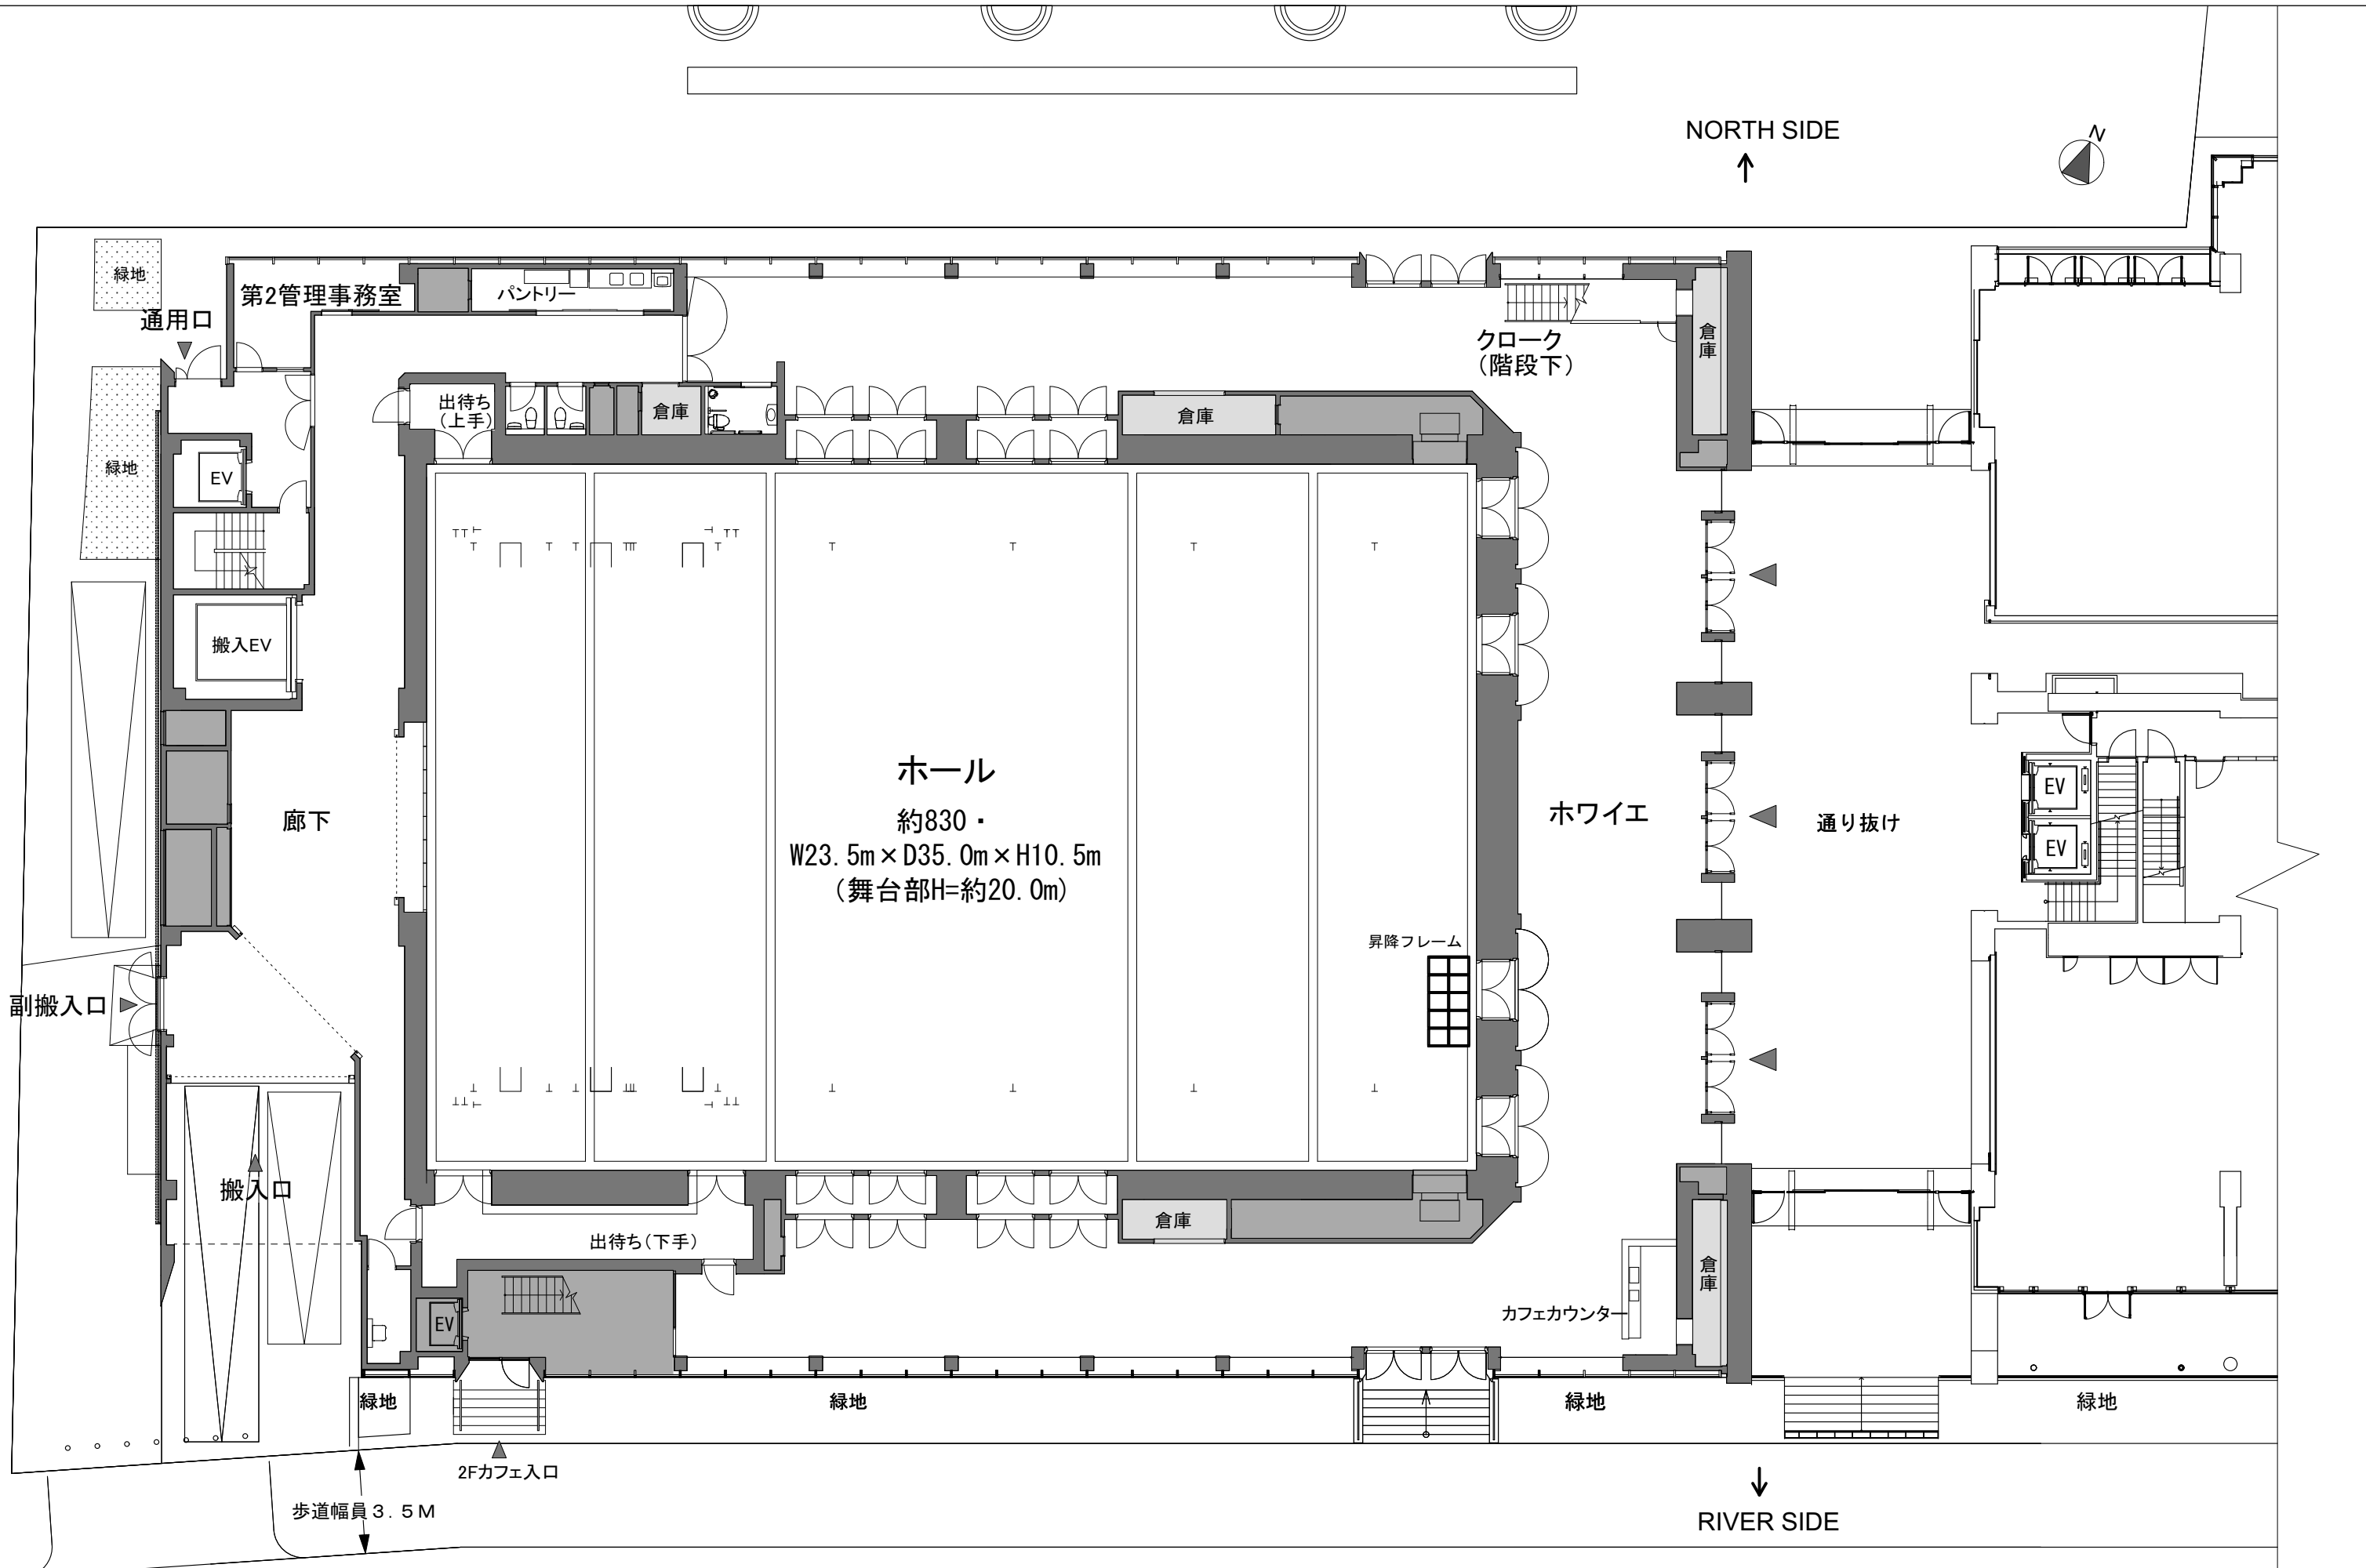 NORTH SIDE
N
緑地
第2管理事務室
パントリー
通用口
クローク
(階段下)
倉庫
出待ち
(上手)
倉庫
倉庫
緑地
EV
搬入EV
ホール
約830・
W23.5m×D35.0m×H10.5m
(舞台部H=約20.0m)
廊下
ホワイエ
通り抜け
EV
EV
昇降フレーム
副搬入口
搬入口
倉庫
出待ち(下手)
倉庫
カフェカウンター
EV
緑地
緑地
緑地
緑地
2Fカフェ入口
歩道幅員3.5M
RIVER SIDE